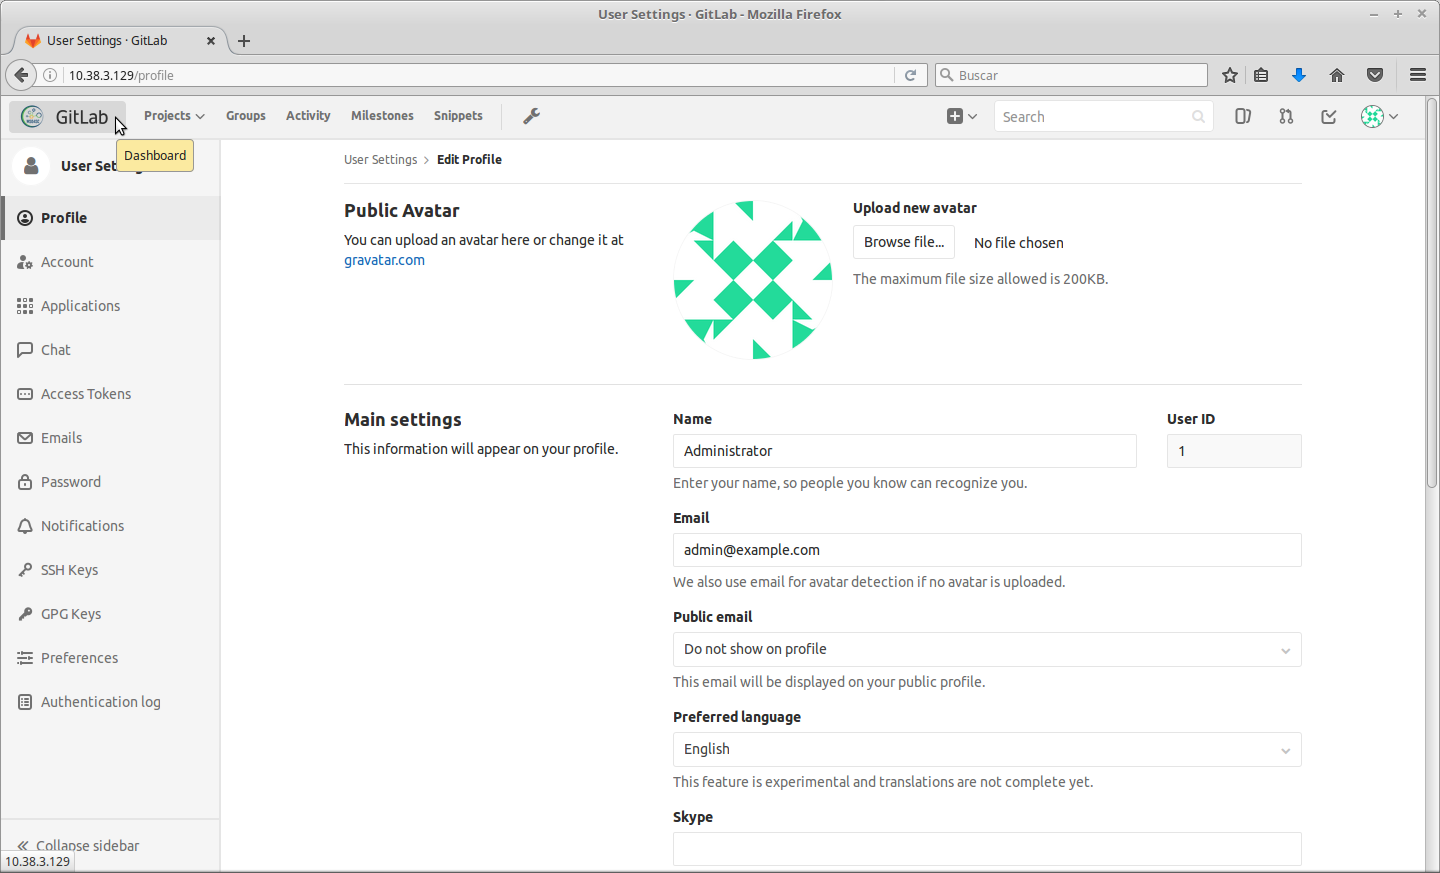 User Settings · GitLab - Mozilla Firefox
User Settings · GitLab
10.38.3.129/profile
Buscar
GitLab
Projects
Groups
Activity
Milestones
Snippets
Search
Dashboard
User Set
User Settings
Edit Profile
Profile
Account
Applications
Chat
Access Tokens
Emails
Password
Notifications
SSH Keys
GPG Keys
Preferences
Authentication log
Collapse sidebar
10.38.3.129
Public Avatar
You can upload an avatar here or change it at
gravatar.com
Upload new avatar
Browse file...
No file chosen
The maximum file size allowed is 200KB.
Main settings
This information will appear on your profile.
Name
User ID
Administrator
1
Enter your name, so people you know can recognize you.
Email
admin@example.com
We also use email for avatar detection if no avatar is uploaded.
Public email
Do not show on profile
This email will be displayed on your public profile.
Preferred language
English
This feature is experimental and translations are not complete yet.
Skype